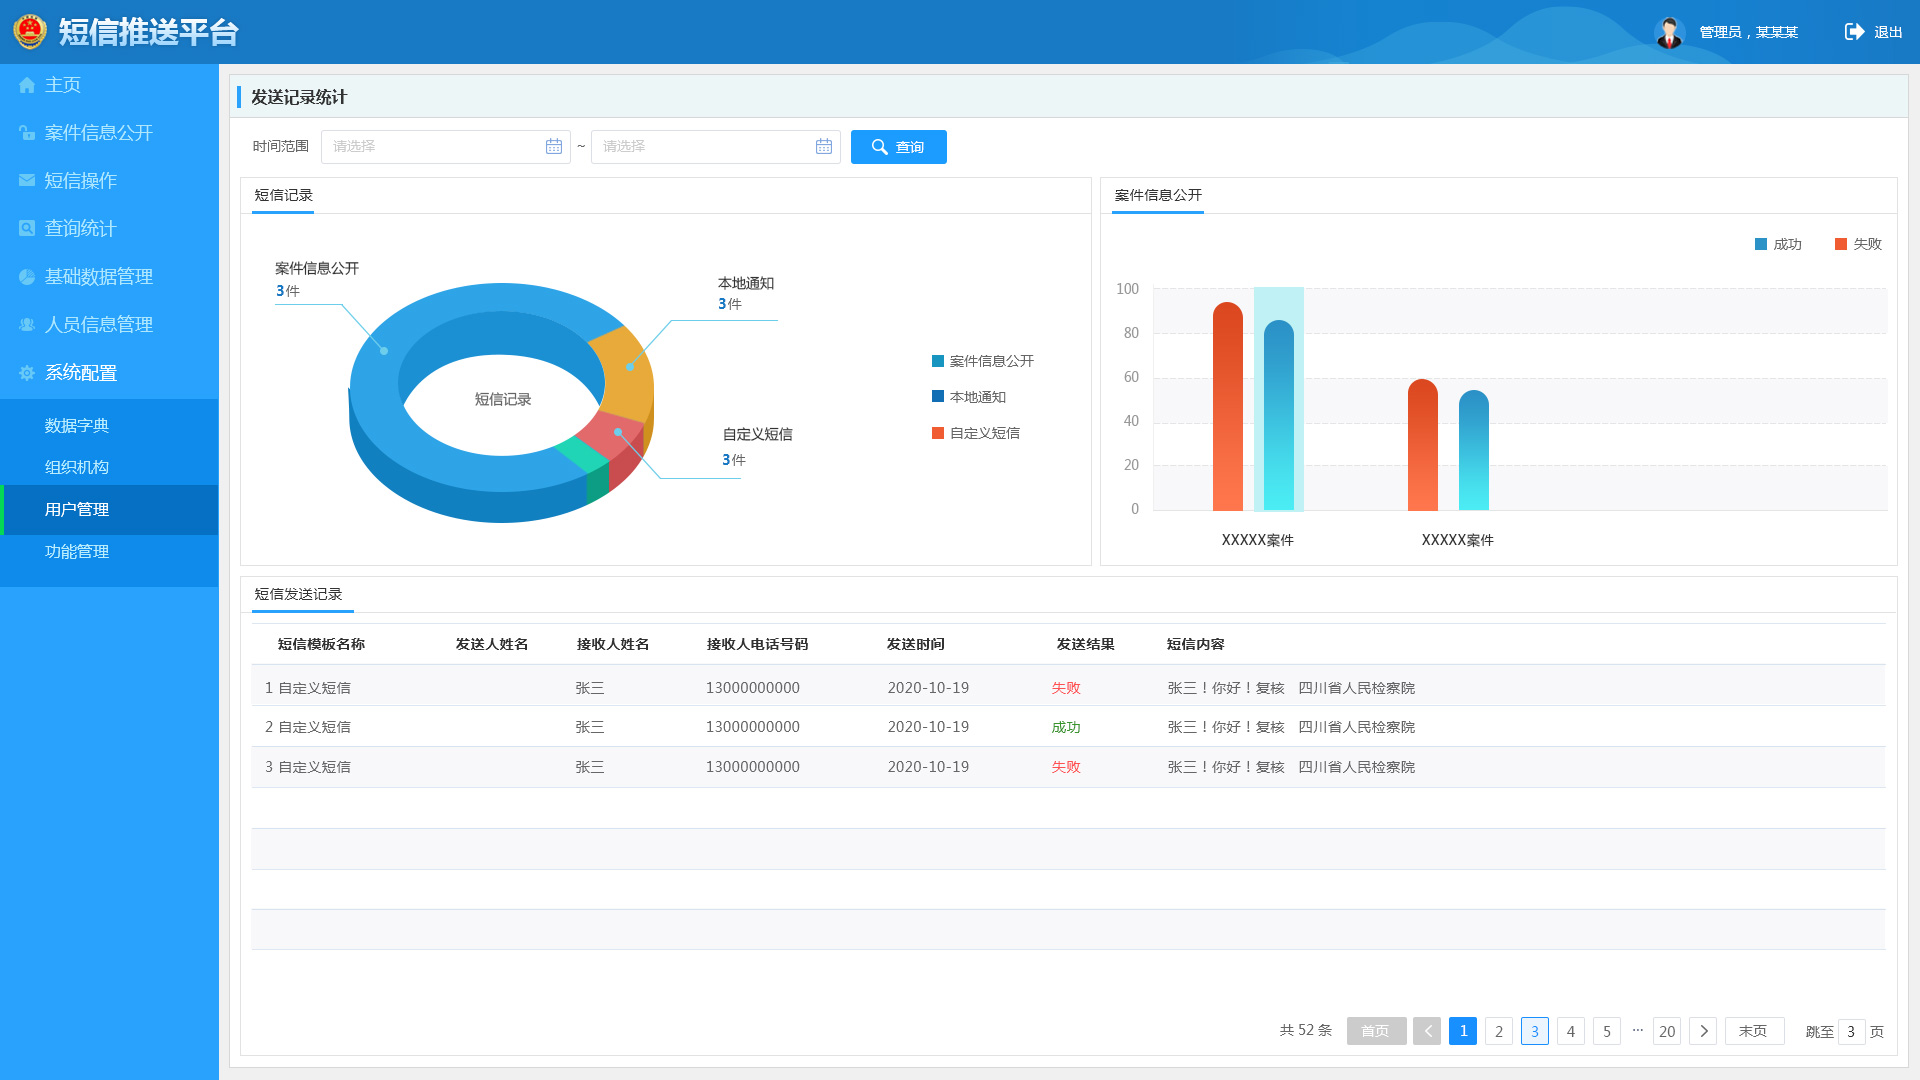 短信推送平台
管理员，某某某
退出
主页
案件信息公开
短信操作
查询统计
基础数据管理
人员信息管理
系统配置
数据字典
组织机构
用户管理
功能管理
发送记录统计
时间范围 请选择 ~ 请选择 查询
短信记录
案件信息公开
3件
本地通知
3件
短信记录
自定义短信
3件
案件信息公开
本地通知
自定义短信
案件信息公开
成功 失败
100
80
60
40
20
0
XXXXX案件 XXXXX案件
短信发送记录
短信模板名称 发送人姓名 接收人姓名 接收人电话号码 发送时间 发送结果 短信内容
1 自定义短信 张三 13000000000 2020-10-19 失败 张三！你好！复核 四川省人民检察院
2 自定义短信 张三 13000000000 2020-10-19 成功 张三！你好！复核 四川省人民检察院
3 自定义短信 张三 13000000000 2020-10-19 失败 张三！你好！复核 四川省人民检察院
共 52 条 首页 < 1 2 3 4 5 ··· 20 > 末页 跳至 3 页